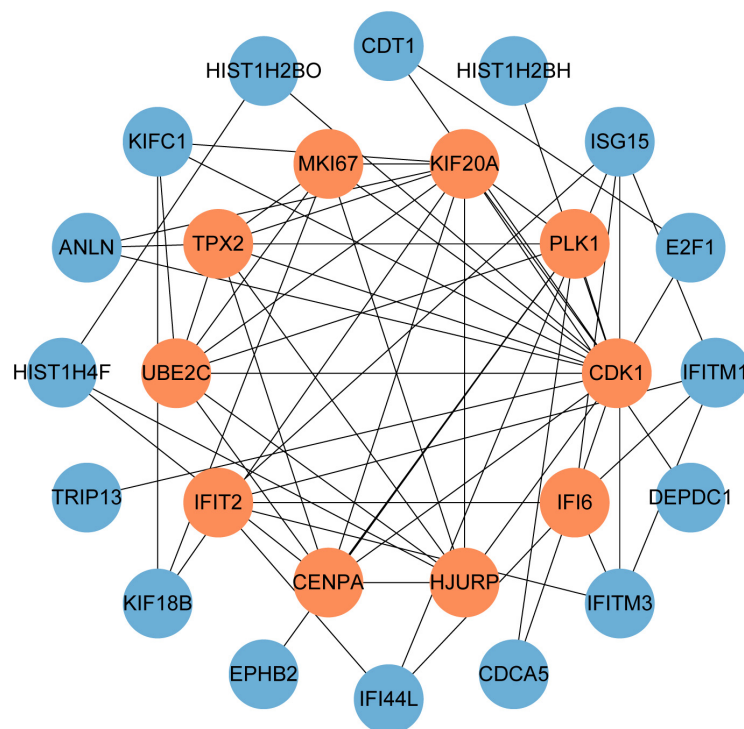 CDT1
HIST1H2BO
HIST1H2BH
KIFC1
ISG15
MKI67
KIF20A
TPX2
PLK1
ANLN
E2F1
HIST1H4F
UBE2C
CDK1
IFITM1
TRIP13
IFIT2
IFI6
DEPDC1
CENPA
HJURP
KIF18B
IFITM3
EPHB2
CDCA5
IFI44L